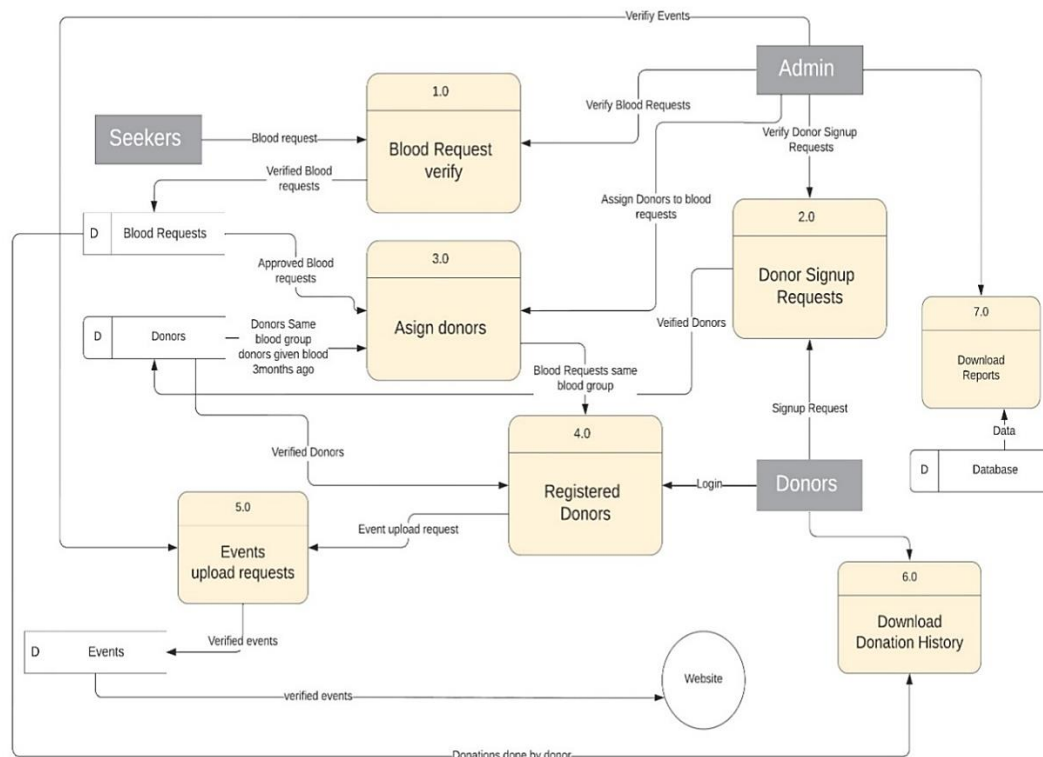 Verifiy Events
Admin
1.0
Blood Request
verify
Verify Blood Requests
Seekers
Blood request
Verify Donor Signup
Requests
Verified Blood
requests
Assign Donors to blood
requests
D
Blood Requests
2.0
Donor Signup
Requests
3.0
Asign donors
Approved Blood
requests
D
Donors
Donors Same
blood group
donors given blood
3months ago
Veified Donors
7.0
Download
Reports
Blood Requests same
blood group
Signup Request
Data
D
Database
4.0
Registered
Donors
Verified Donors
Login
Donors
5.0
Events
upload requests
Event upload request
6.0
Download
Donation History
Verified events
D
Events
Website
verified events
Donations done by donor